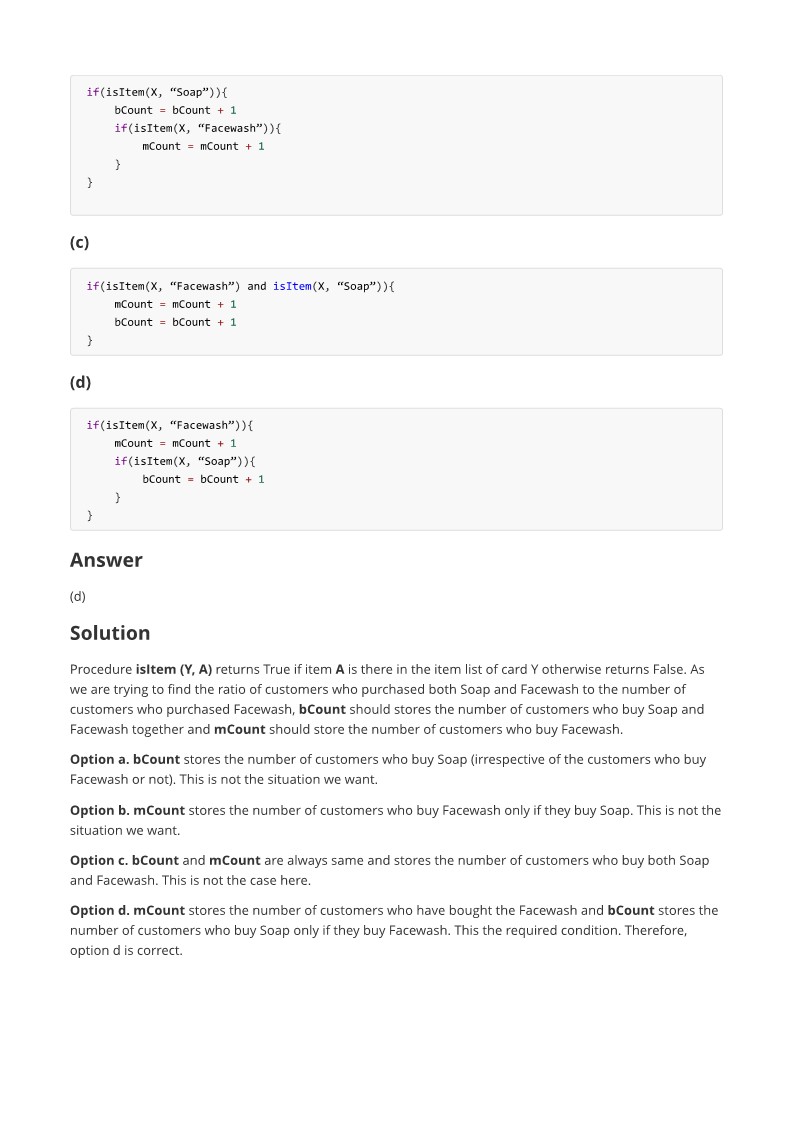 if(isItem(X, “Soap”)){
bCount = bCount + 1
if(isItem(X, “Facewash”)){
mCount = mCount + 1
}
}
(c)
if(isItem(X, “Facewash”) and isItem(X, “Soap”)){
mCount = mCount + 1
bCount = bCount + 1
}
(d)
if(isItem(X, “Facewash”)){
mCount = mCount + 1
if(isItem(X, “Soap”)){
bCount = bCount + 1
}
}
Answer
(d)
Solution
Procedure isItem (Y, A) returns True if item A is there in the item list of card Y otherwise returns False. As
we are trying to find the ratio of customers who purchased both Soap and Facewash to the number of
customers who purchased Facewash, bCount should stores the number of customers who buy Soap and
Facewash together and mCount should store the number of customers who buy Facewash.
Option a. bCount stores the number of customers who buy Soap (irrespective of the customers who buy
Facewash or not). This is not the situation we want.
Option b. mCount stores the number of customers who buy Facewash only if they buy Soap. This is not the
situation we want.
Option c. bCount and mCount are always same and stores the number of customers who buy both Soap
and Facewash. This is not the case here.
Option d. mCount stores the number of customers who have bought the Facewash and bCount stores the
number of customers who buy Soap only if they buy Facewash. This the required condition. Therefore,
option d is correct.